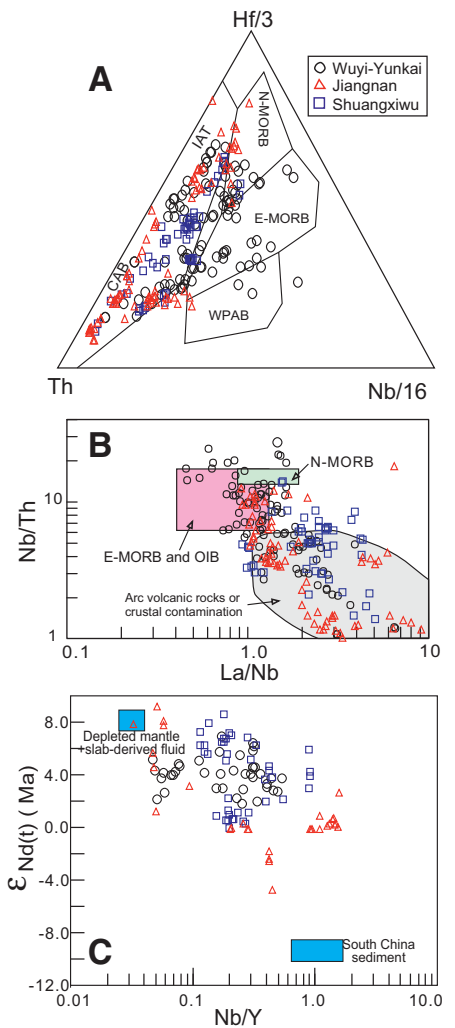 Hf/3
A
Wuyi-Yunkai
Jiangnan
Shuangxiwu
N-MORB
IAT
E-MORB
CAB
WPAB
Th
Nb/16
B
N-MORB
Nb/Th
10
E-MORB and OIB
Arc volcanic rocks or
crustal contamination
1
0.1
1.0
10
La/Nb
8.0
Depleted mantle
+slab-derived fluid
4.0
0.0
ε Nd(t) ( Ma)
-4.0
-8.0
C
South China
sediment
-12.0
0.01
0.1
1.0
10.0
Nb/Y